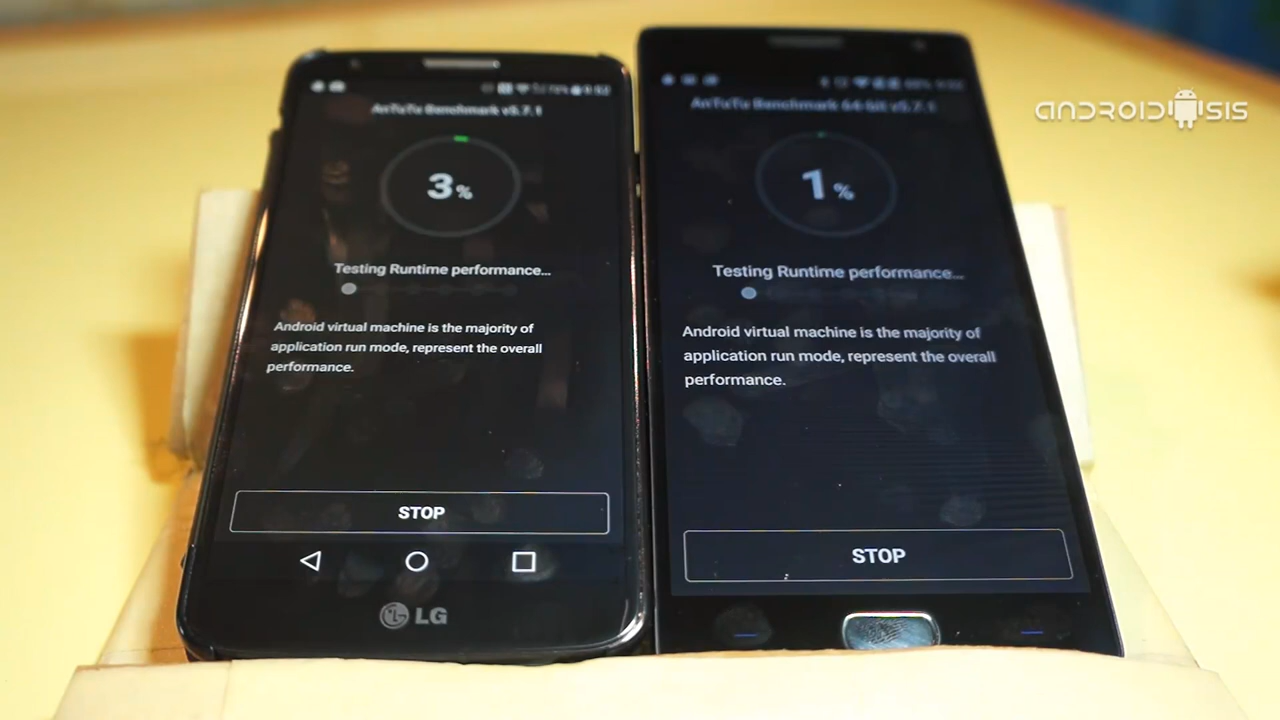 AnTuTu Benchmark v5.7.1
3%
Testing Runtime performance...
Android virtual machine is the majority of
application run mode, represent the overall
performance.
STOP
LG
AnTuTu Benchmark 64-bit v5.7.1
1%
Testing Runtime performance...
Android virtual machine is the majority of
application run mode, represent the overall
performance.
STOP
ANDROIDSIS